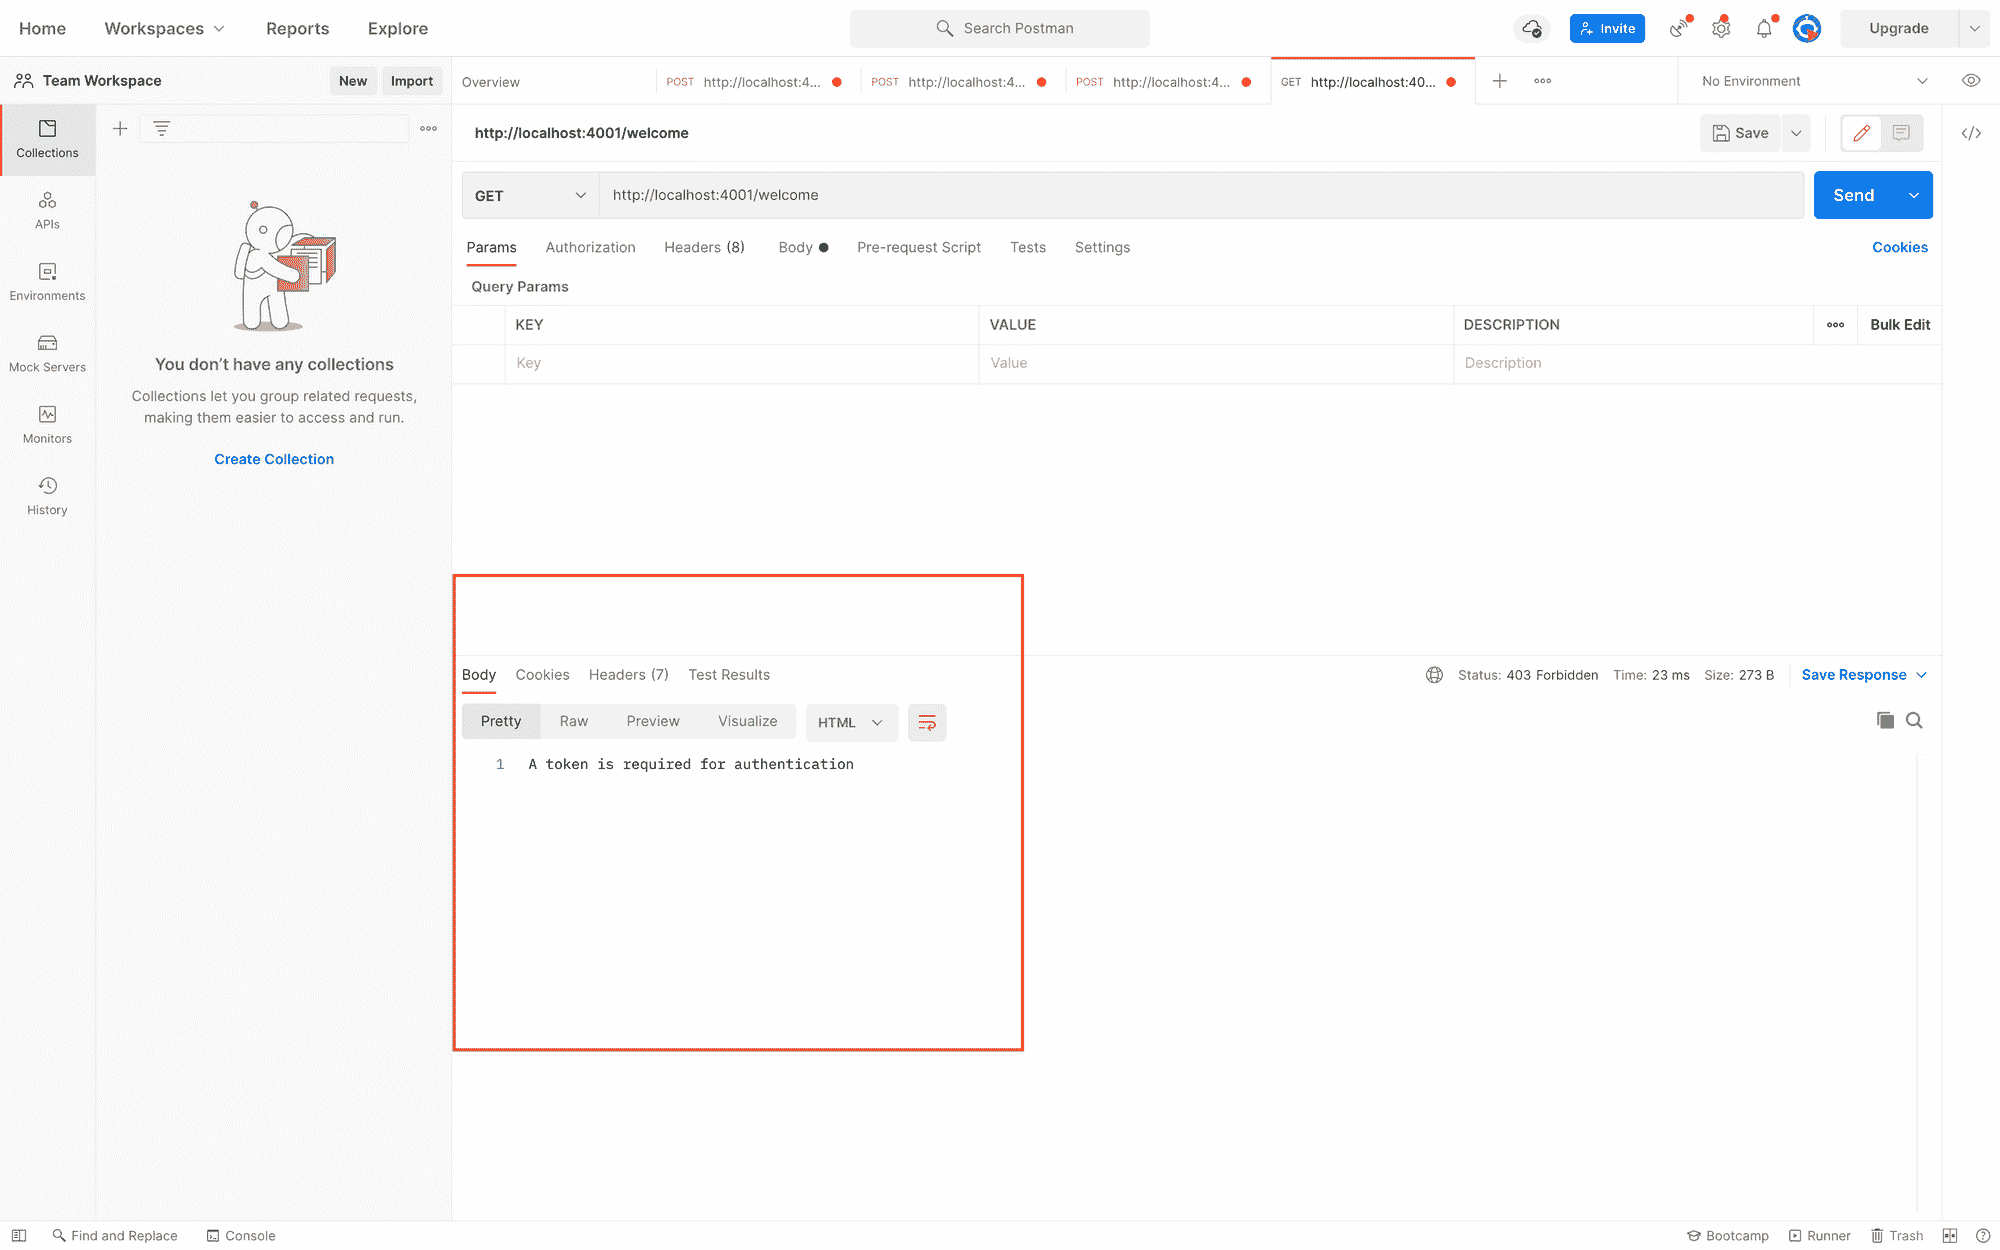 Home Workspaces Reports Explore Search Postman Invite Upgrade
Team Workspace New Import Overview POST http://localhost:4... POST http://localhost:4... POST http://localhost:4... GET http://localhost:40... No Environment
Collections
APIs
Environments
Mock Servers
Monitors
History
You don’t have any collections
Collections let you group related requests,
making them easier to access and run.
Create Collection
http://localhost:4001/welcome Save
GET http://localhost:4001/welcome Send
Params Authorization Headers (8) Body Pre-request Script Tests Settings Cookies
Query Params
KEY VALUE DESCRIPTION Bulk Edit
Key Value Description
Body Cookies Headers (7) Test Results Status: 403 Forbidden Time: 23 ms Size: 273 B Save Response
Pretty Raw Preview Visualize HTML
1 A token is required for authentication
Find and Replace Console Bootcamp Runner Trash